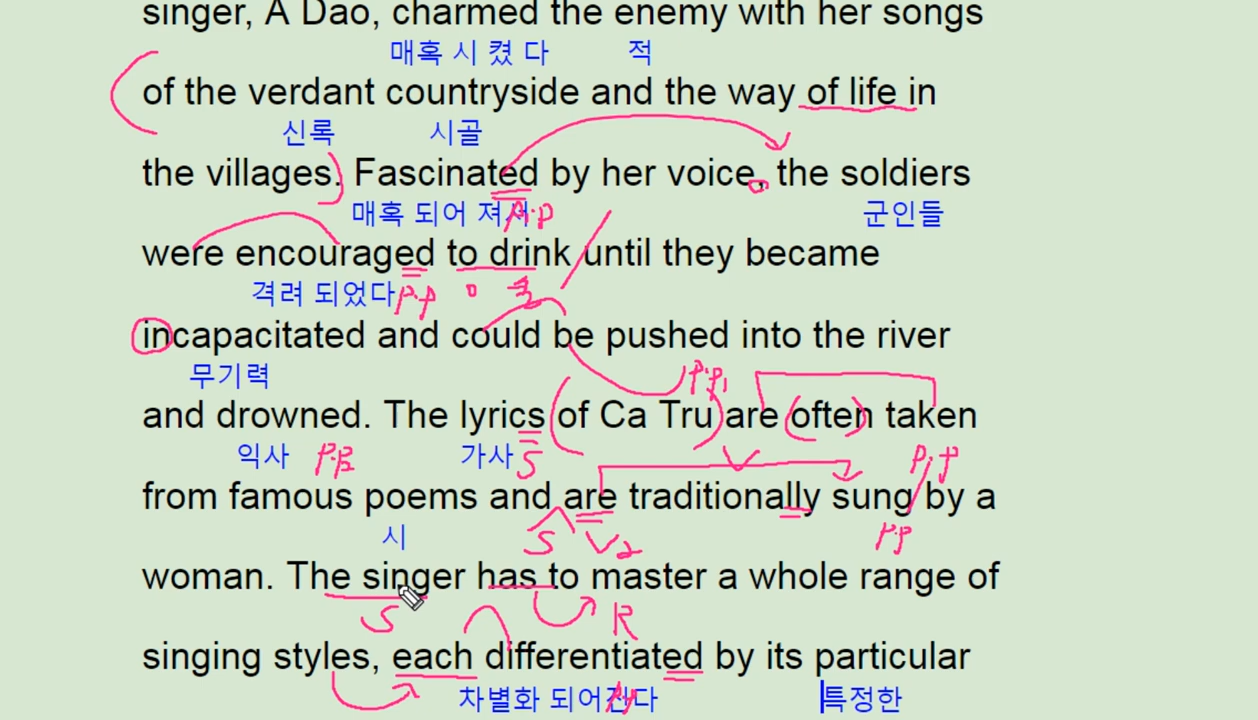 singer, A Dao, charmed the enemy with her songs
매혹 시 켰 다 적
of the verdant countryside and the way of life in
신록 시골
the villages. Fascinated by her voice, the soldiers
매혹 되어 져서 p.p 군인들
were encouraged to drink until they became
격려 되었다 p.p
incapacitated and could be pushed into the river
무기력 p.p
and drowned. The lyrics of Ca Tru are often taken
익사 p.p 가사 S p.p
from famous poems and are traditionally sung by a
시 S V2 p.p
woman. The singer has to master a whole range of
S R
singing styles, each differentiated by its particular
차별화 되어진다 특정한